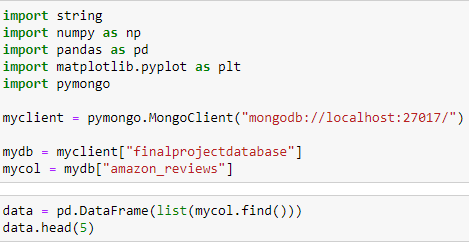 import string
import numpy as np
import pandas as pd
import matplotlib.pyplot as plt
import pymongo
myclient = pymongo.MongoClient("mongodb://localhost:27017/")
mydb = myclient["finalprojectdatabase"]
mycol = mydb["amazon_reviews"]
data = pd.DataFrame(list(mycol.find()))
data.head(5)